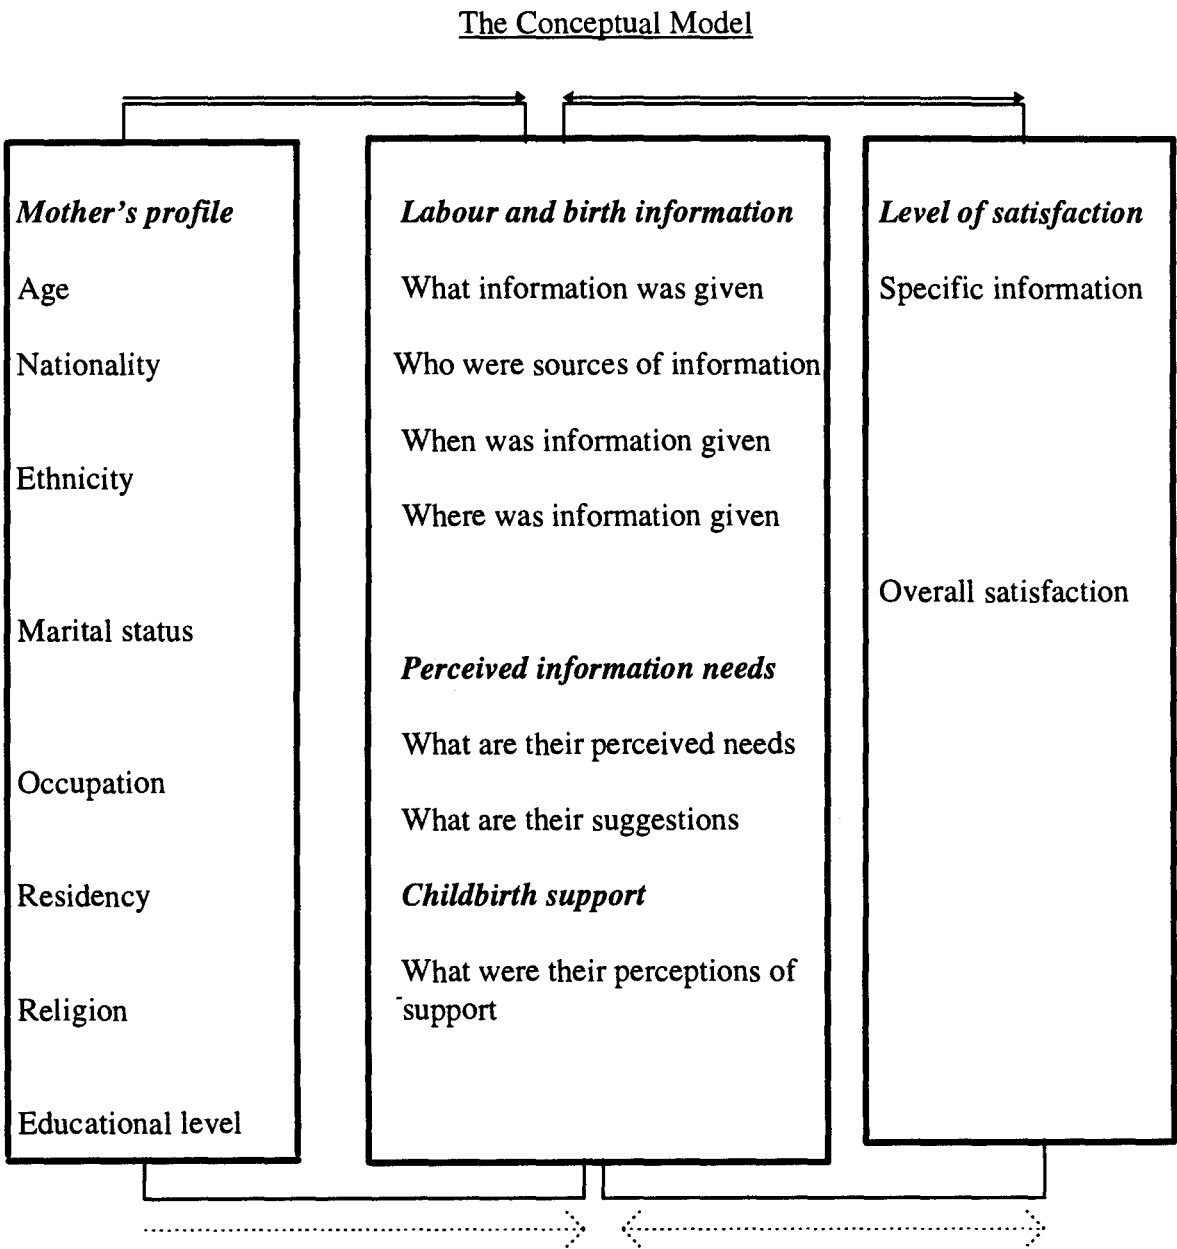 The Conceptual Model
Mother's profile
Age
Nationality
Ethnicity
Marital status
Occupation
Residency
Religion
Educational level
Labour and birth information
What information was given
Who were sources of information
When was information given
Where was information given
Perceived information needs
What are their perceived needs
What are their suggestions
Childbirth support
What were their perceptions of
support
Level of satisfaction
Specific information
Overall satisfaction